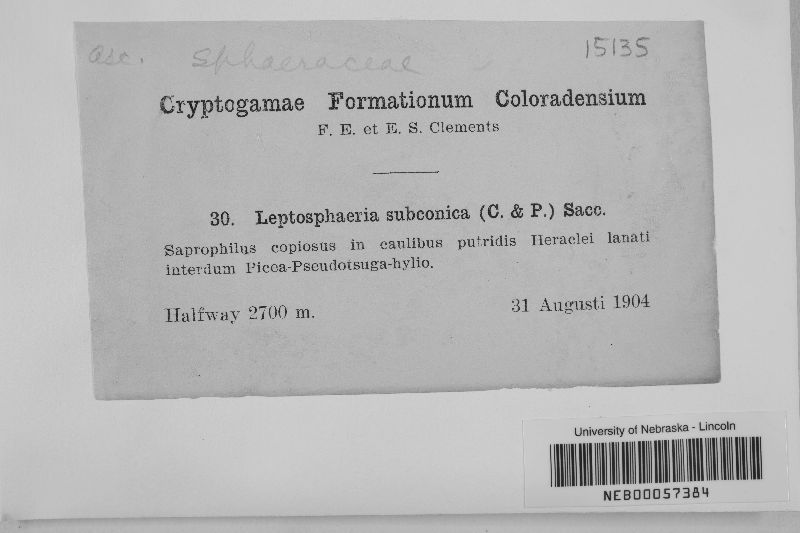 Asc. Sphaeraceae
15135
Cryptogamae Formationum Coloradensium
F. E. et E. S. Clements
30. Leptosphaeria subconica (C. & P.) Sacc.
Saprophilus copiosus in caulibus putridis Heraclei lanati
interdum Picea-Pseudotsuga-hylio.
Halfway 2700 m.
31 Augusti 1904
University of Nebraska - Lincoln
NEB00057384